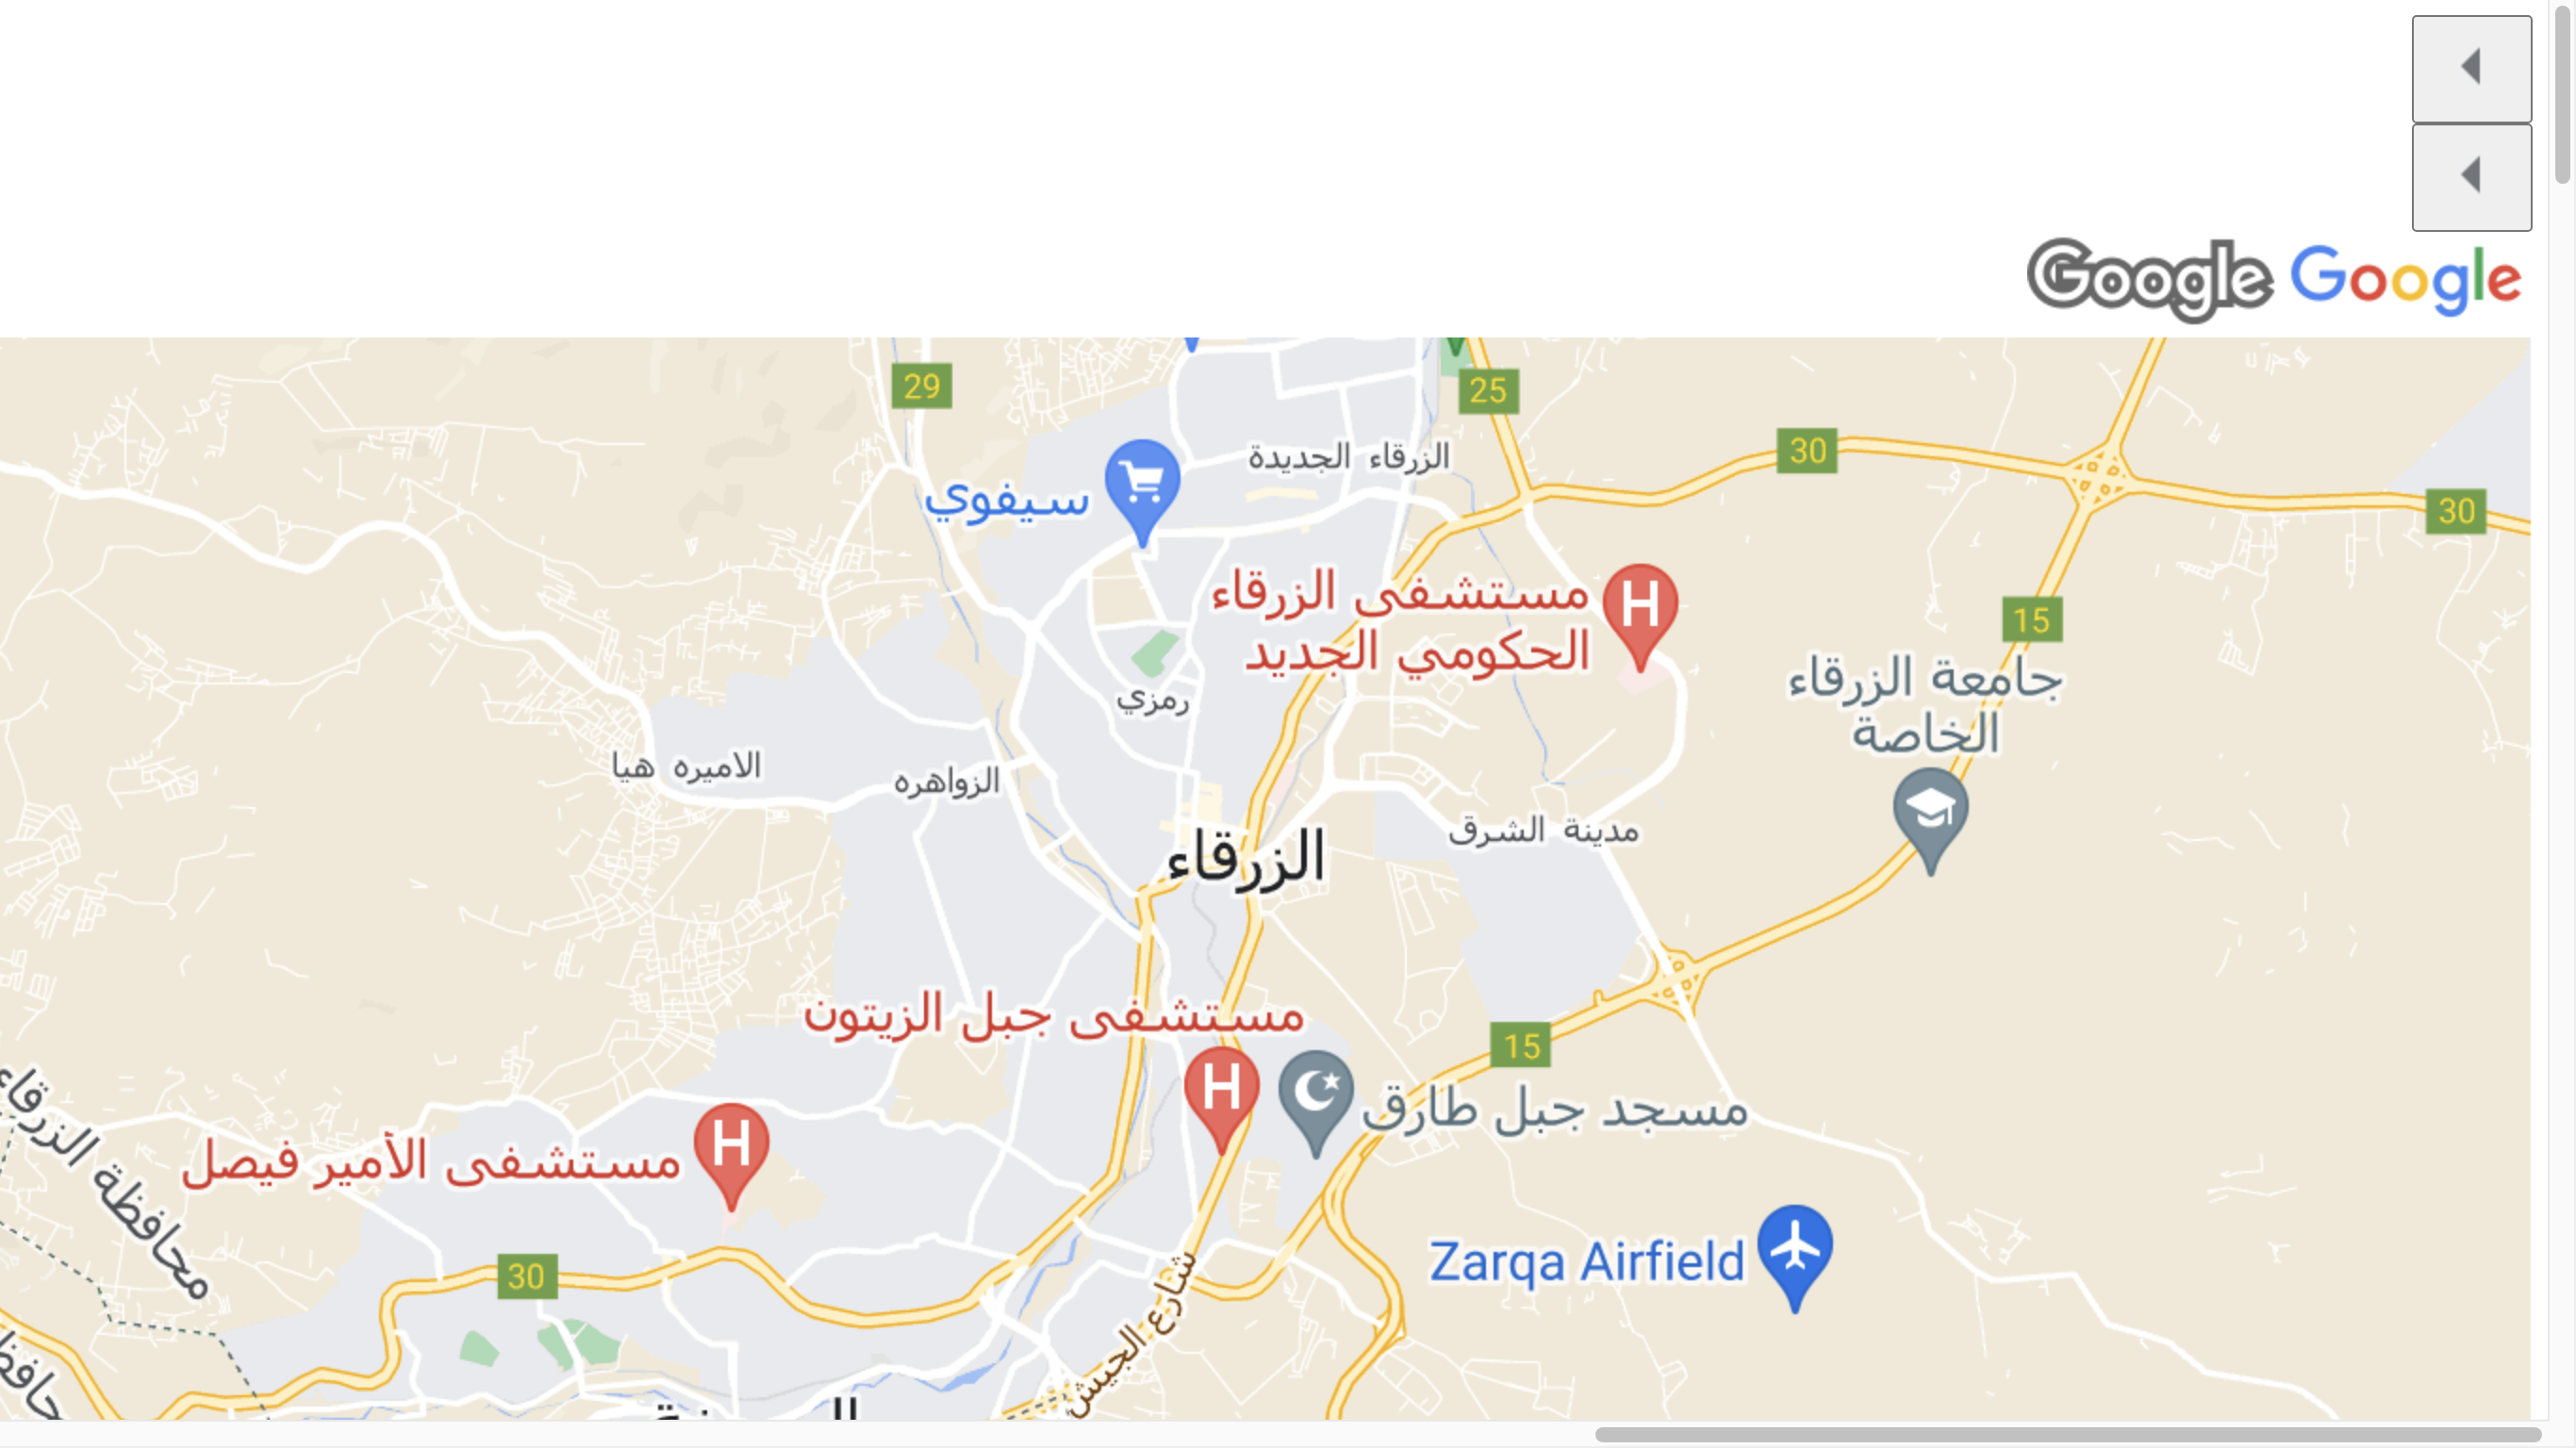 Google Google
29
25
30
30
الزرقاء الجديدة
سيفوي
مستشفى الزرقاء
الحكومي الجديد
15
جامعة الزرقاء
الخاصة
رمزي
الاميره هيا
الزواهره
مدينة الشرق
الزرقاء
مستشفى جبل الزيتون
15
مسجد جبل طارق
مستشفى الأمير فيصل
محافظة الزرقاء
Zarqa Airfield
30
شارع الجيش